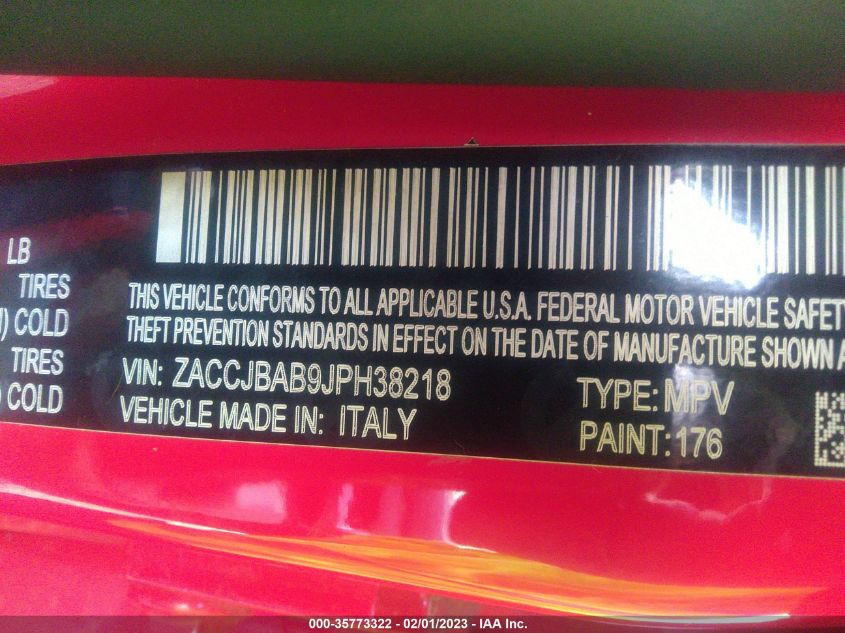 LB
TIRES
) COLD
TIRES
) COLD
THIS VEHICLE CONFORMS TO ALL APPLICABLE U.S.A. FEDERAL MOTOR VEHICLE SAFETY
THEFT PREVENTION STANDARDS IN EFFECT ON THE DATE OF MANUFACTURE SHOWN A
VIN: ZACCJBAB9JPH38218
TYPE: MPV
VEHICLE MADE IN: ITALY
PAINT: 176
000-35773322 — 02/01/2023 - IAA Inc.